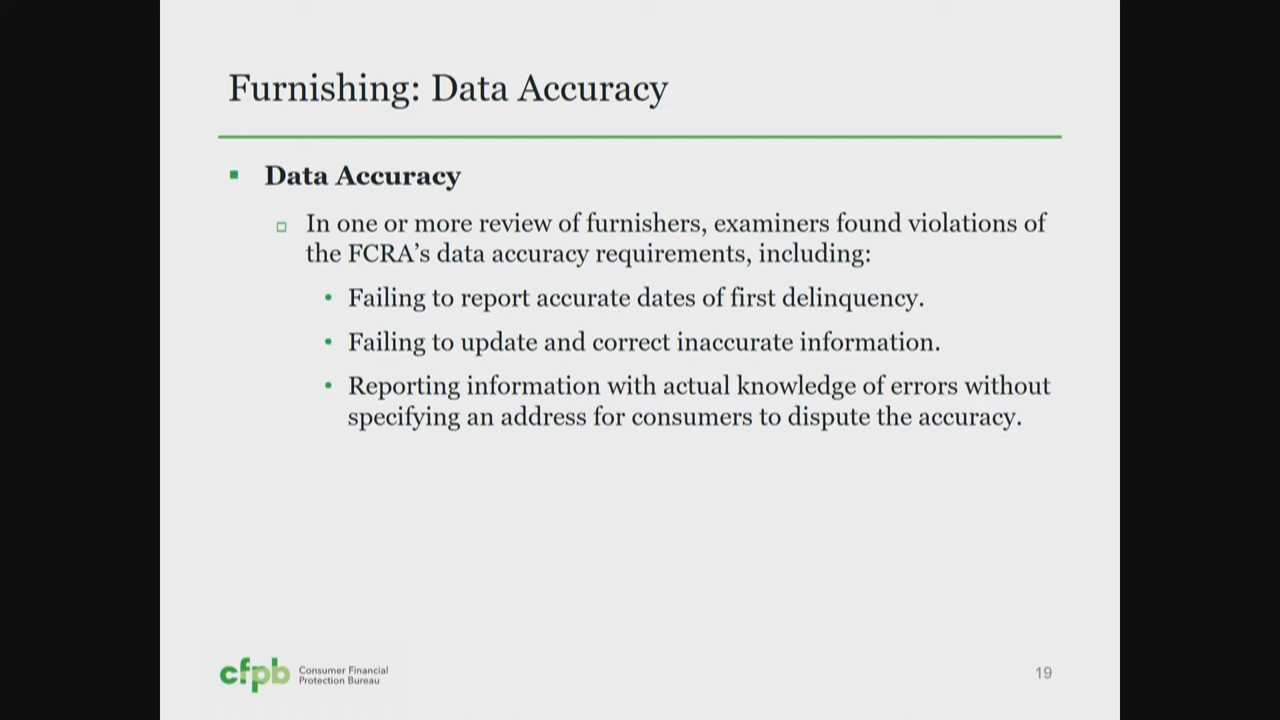 Furnishing: Data Accuracy
Data Accuracy
In one or more review of furnishers, examiners found violations of
the FCRA’s data accuracy requirements, including:
• Failing to report accurate dates of first delinquency.
• Failing to update and correct inaccurate information.
• Reporting information with actual knowledge of errors without
specifying an address for consumers to dispute the accuracy.
cfpb
Consumer Financial
Protection Bureau
19